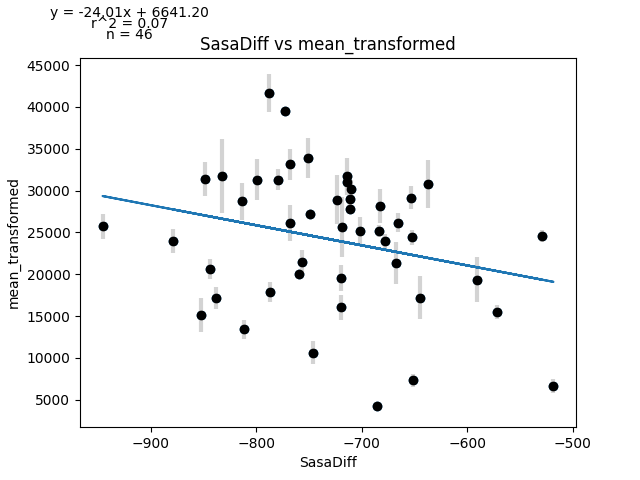 y = -24.01x + 6641.20
r^2 = 0.07
n = 46
SasaDiff vs mean_transformed
45000
40000
35000
30000
25000
20000
15000
10000
5000
mean_transformed
−900
−800
−700
−600
−500
SasaDiff